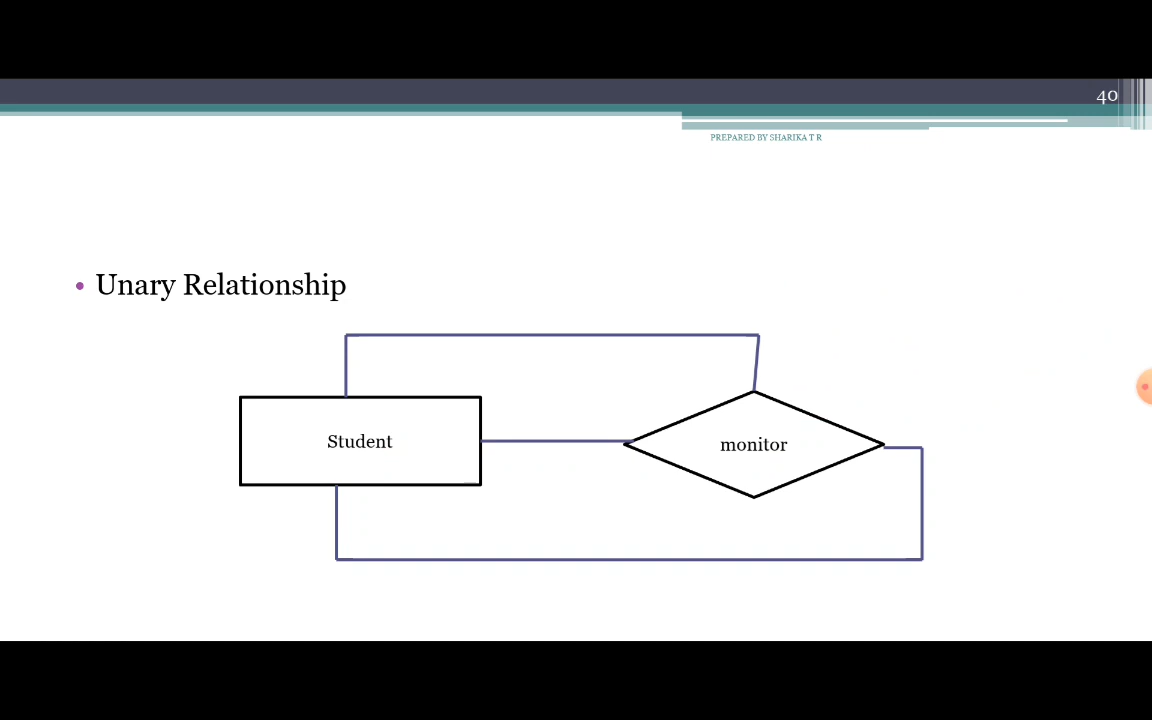 40
PREPARED BY SHARIKA T R
• Unary Relationship
Student
monitor